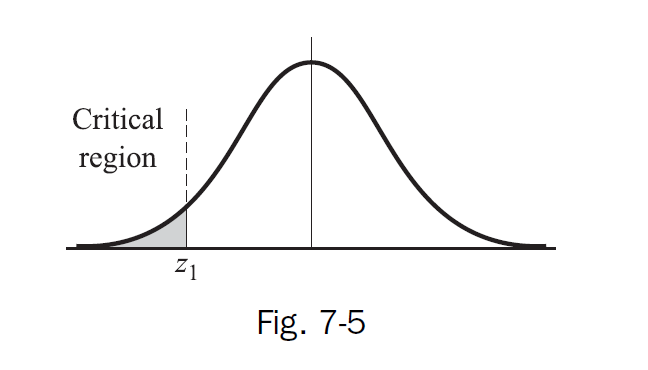 Critical
region
z1
Fig. 7-5